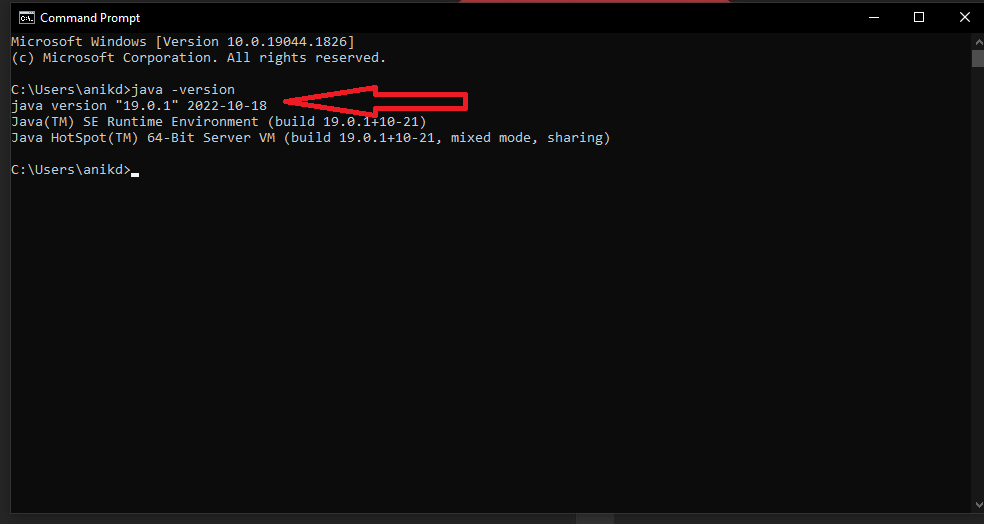 Command Prompt
Microsoft Windows [Version 10.0.19044.1826]
(c) Microsoft Corporation. All rights reserved.
C:\Users\anikd>java -version
java version "19.0.1" 2022-10-18
Java(TM) SE Runtime Environment (build 19.0.1+10-21)
Java HotSpot(TM) 64-Bit Server VM (build 19.0.1+10-21, mixed mode, sharing)
C:\Users\anikd>